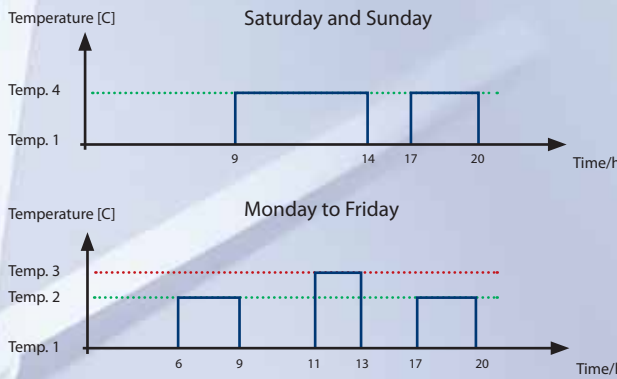 Temperature [C]
Saturday and Sunday
Temp. 4
Temp. 1
9 14 17 20
Time/h
Temperature [C]
Monday to Friday
Temp. 3
Temp. 2
Temp. 1
6 9 11 13 17 20
Time/h